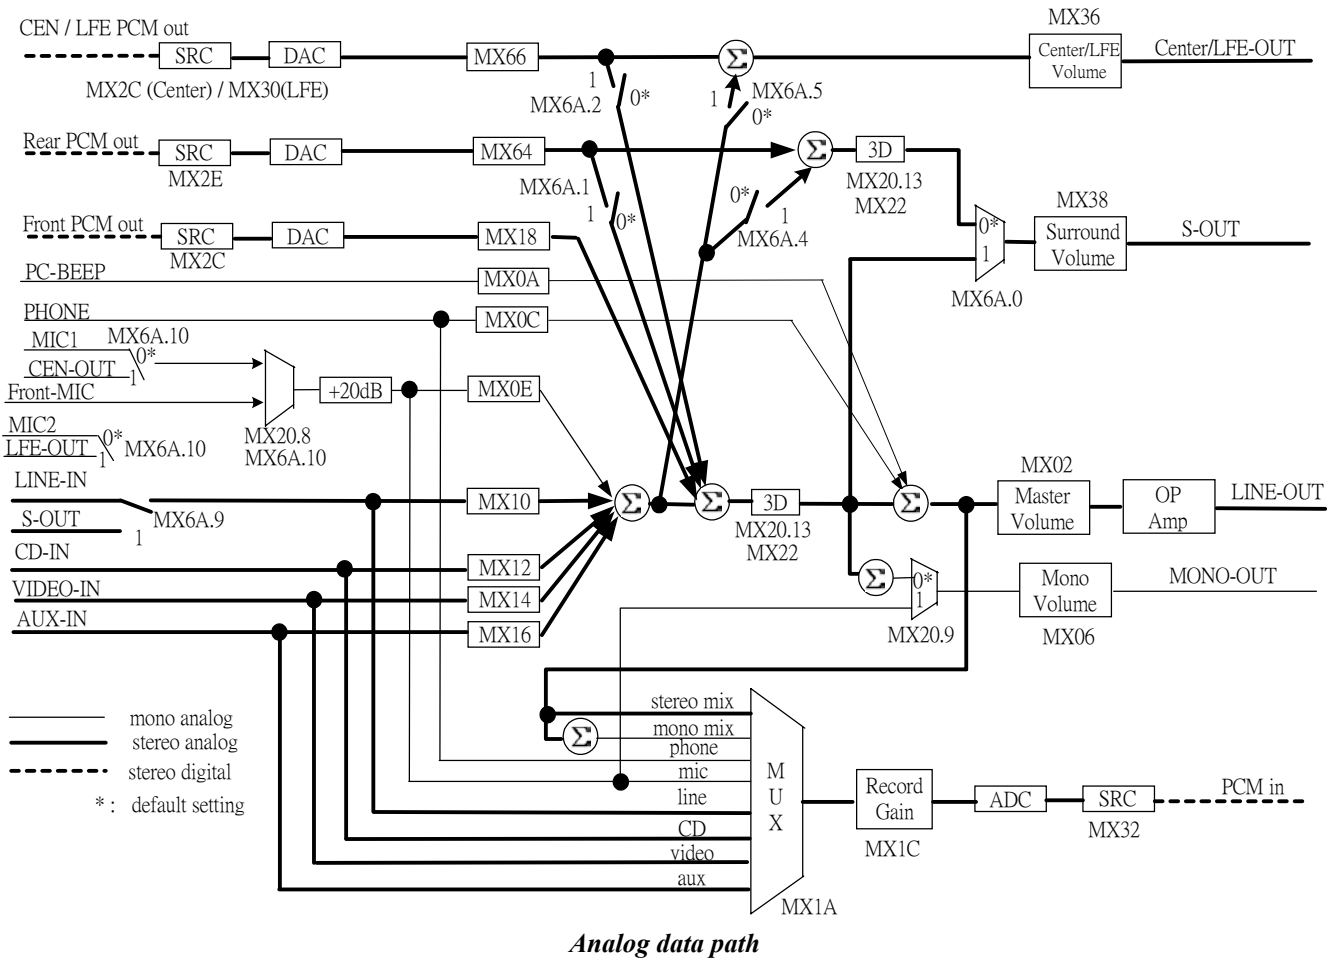 CEN / LFE PCM out
SRC
DAC
MX66
Σ
MX36
Center/LFE
Volume
Center/LFE-OUT
MX2C (Center) / MX30(LFE)
1
MX6A.2
0*
1
MX6A.5
0*
Rear PCM out
SRC
DAC
MX64
Σ
3D
MX2E
MX6A.1
1
0*
0*
1
MX6A.4
MX20.13
MX22
MX38
Surround
Volume
S-OUT
0*
1
MX6A.0
Front PCM out
SRC
DAC
MX18
MX2C
PC-BEEP
MX0A
PHONE
MX0C
MIC1
MX6A.10
0*
CEN-OUT
1
Front-MIC
+20dB
MX0E
MIC2
0*
LFE-OUT
1
MX6A.10
MX20.8
MX6A.10
LINE-IN
MX10
Σ
Σ
3D
Σ
MX02
Master
Volume
OP
Amp
LINE-OUT
S-OUT
1
MX6A.9
MX20.13
MX22
CD-IN
MX12
VIDEO-IN
MX14
AUX-IN
MX16
Σ
0*
1
MX20.9
Mono
Volume
MONO-OUT
MX06
stereo mix
Σ
mono mix
phone
mic
line
CD
video
aux
M
U
X
MX1A
Record
Gain
MX1C
ADC
SRC
MX32
PCM in
mono analog
stereo analog
stereo digital
* : default setting
Analog data path